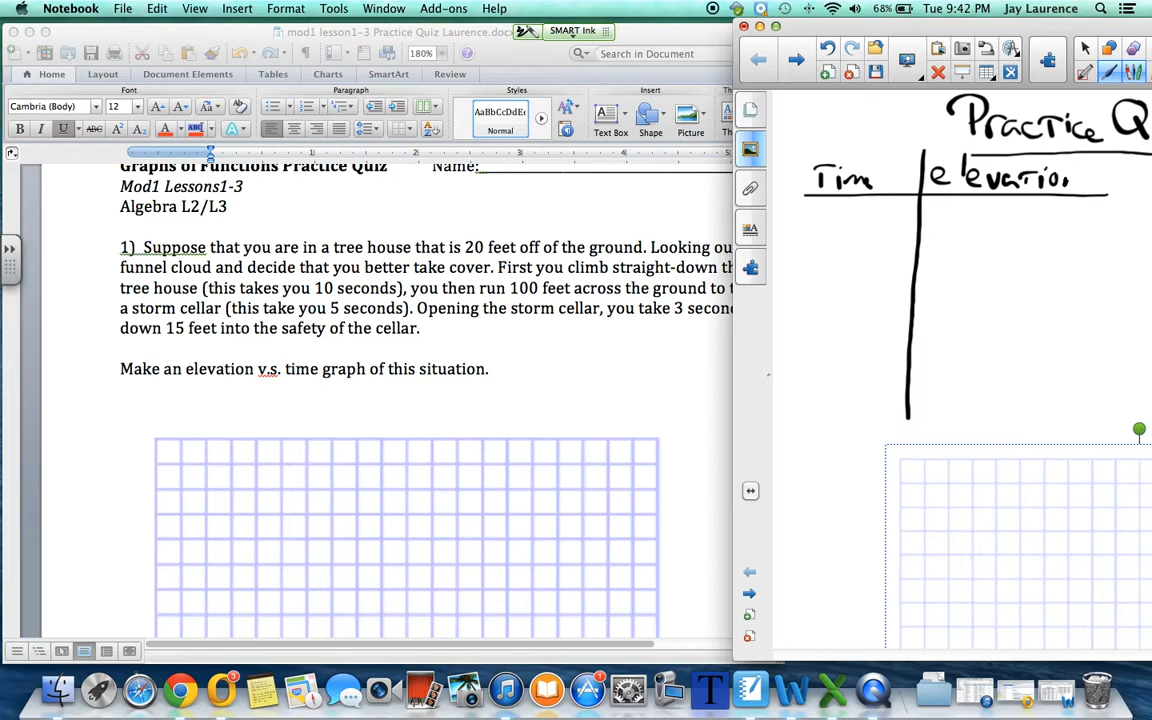 Notebook File Edit View Insert Format Tools Window Add-ons Help 68% Tue 9:42 PM Jay Laurence
mod1 lesson1-3 Practice Quiz Laurence.docx
SMART Ink
180% Search in Document
Home Layout Document Elements Tables Charts SmartArt Review
Font Paragraph Styles Insert
Cambria (Body) 12 AaBbCcDdEe
Normal Text Box Shape Picture
Graphs of Functions Practice Quiz Name:
Mod1 Lessons1-3
Algebra L2/L3
1) Suppose that you are in a tree house that is 20 feet off of the ground. Looking ou
funnel cloud and decide that you better take cover. First you climb straight-down th
tree house (this takes you 10 seconds), you then run 100 feet across the ground to t
a storm cellar (this take you 5 seconds). Opening the storm cellar, you take 3 secon
down 15 feet into the safety of the cellar.
Make an elevation v.s. time graph of this situation.
Practice Q
Time elevation